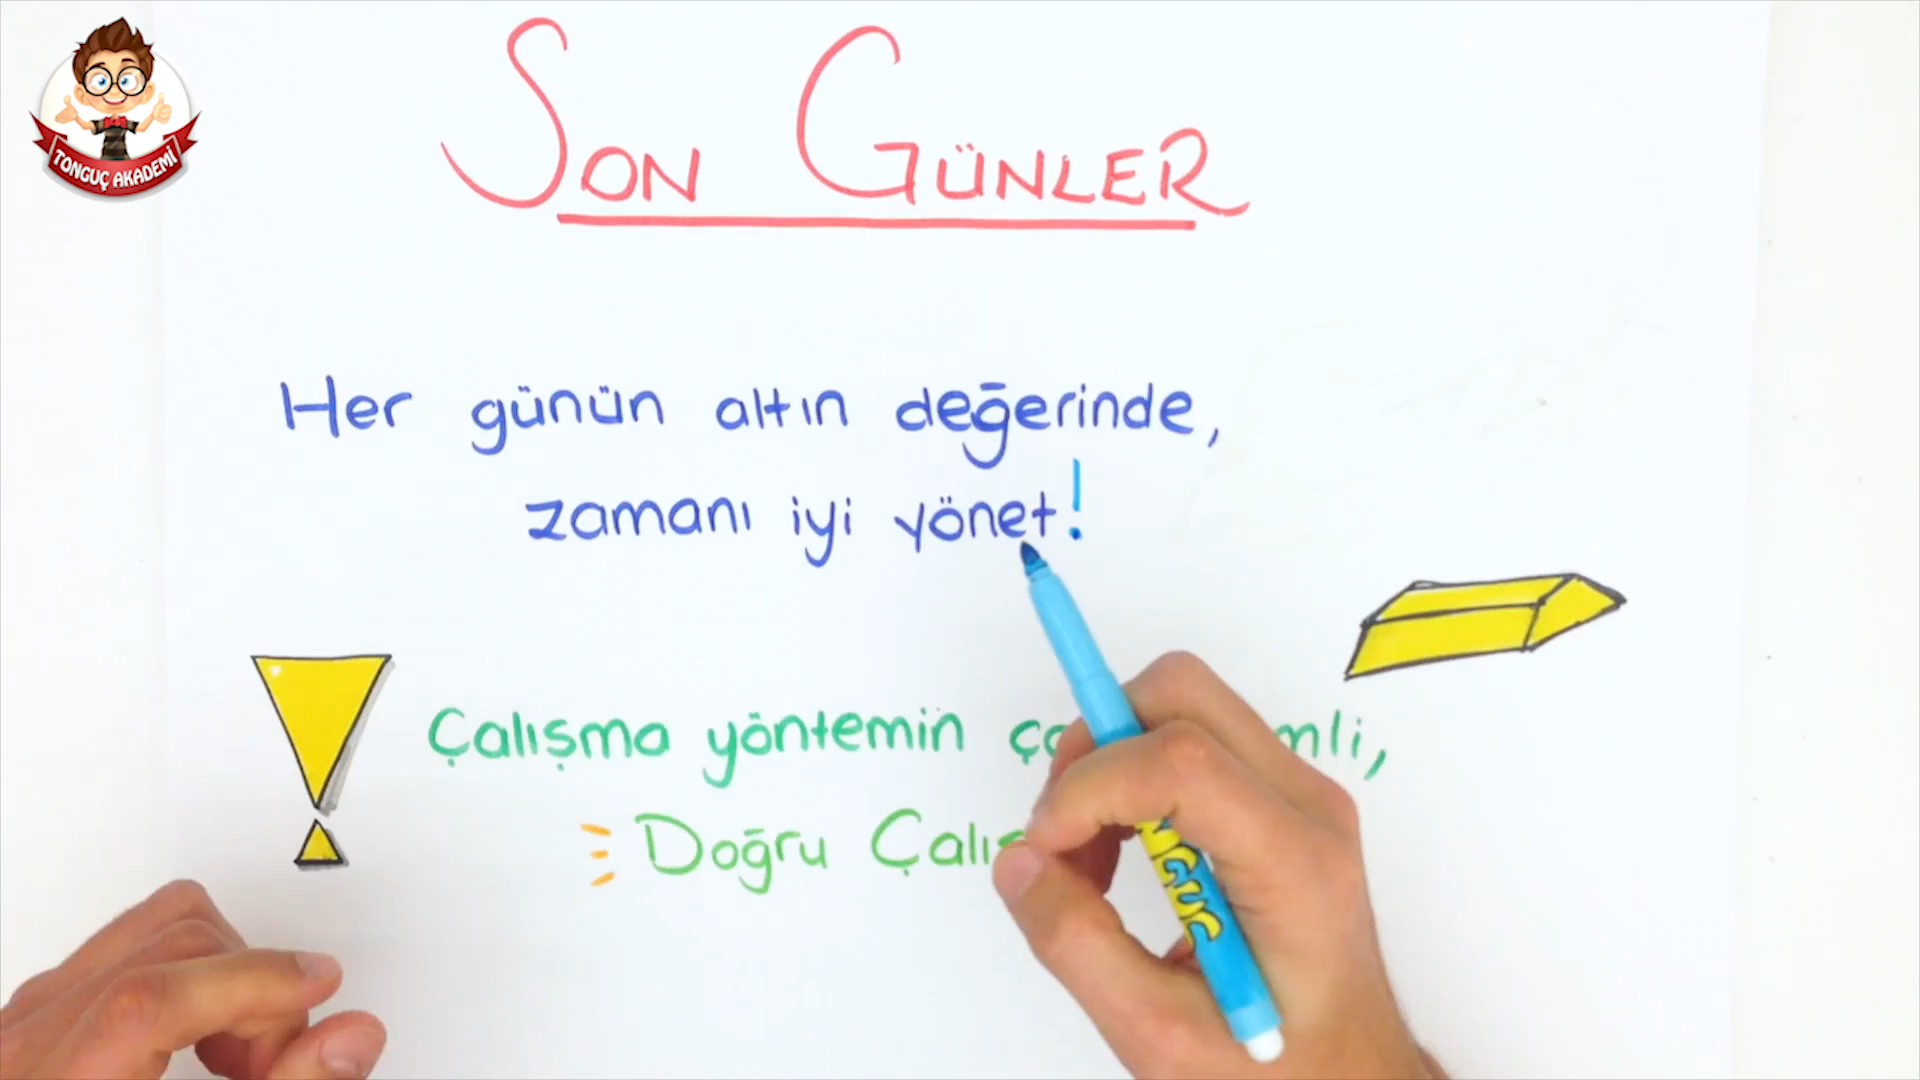 TONGUÇ AKADEMİ
SON GÜNLER
Her günün altın değerinde,
zamanı iyi yönet!
Çalışma yöntemin
Doğru